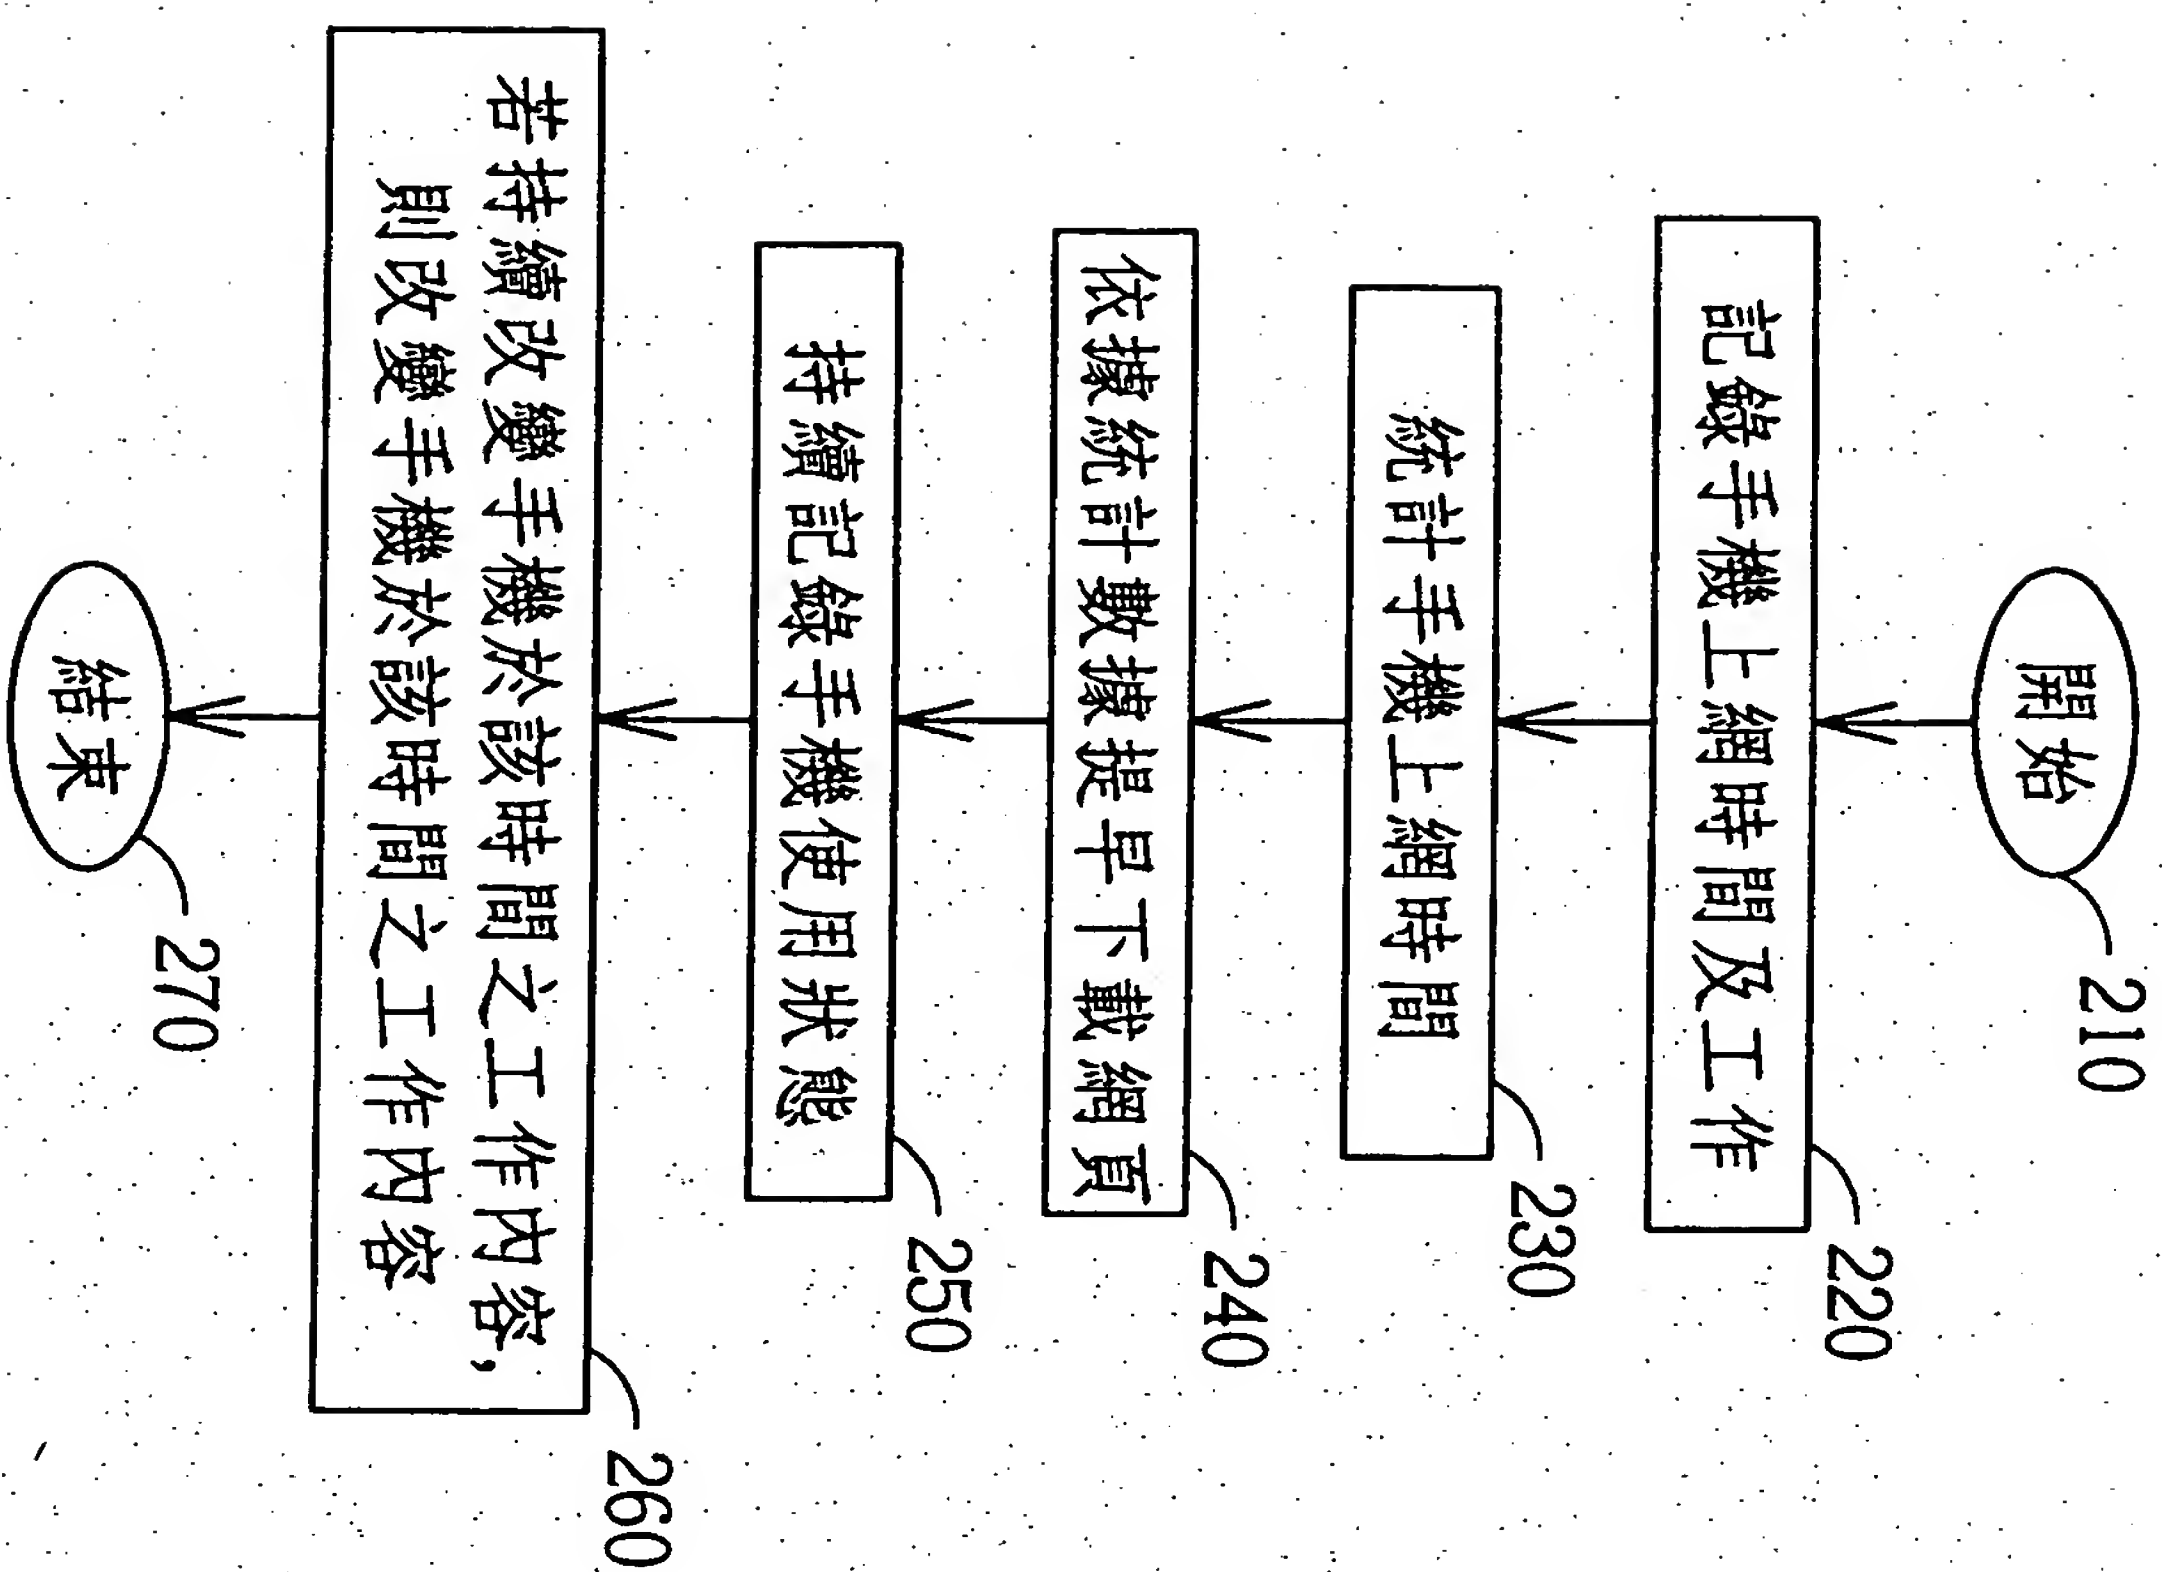 開始
210
記錄手機上網時間及工作
220
統計手機上網時間
230
依據統計數據提早下載網頁
240
持續記錄手機使用狀態
250
若持續改變手機於該時間之工作內容,
則改變手機於該時間之工作內容
260
結束
270